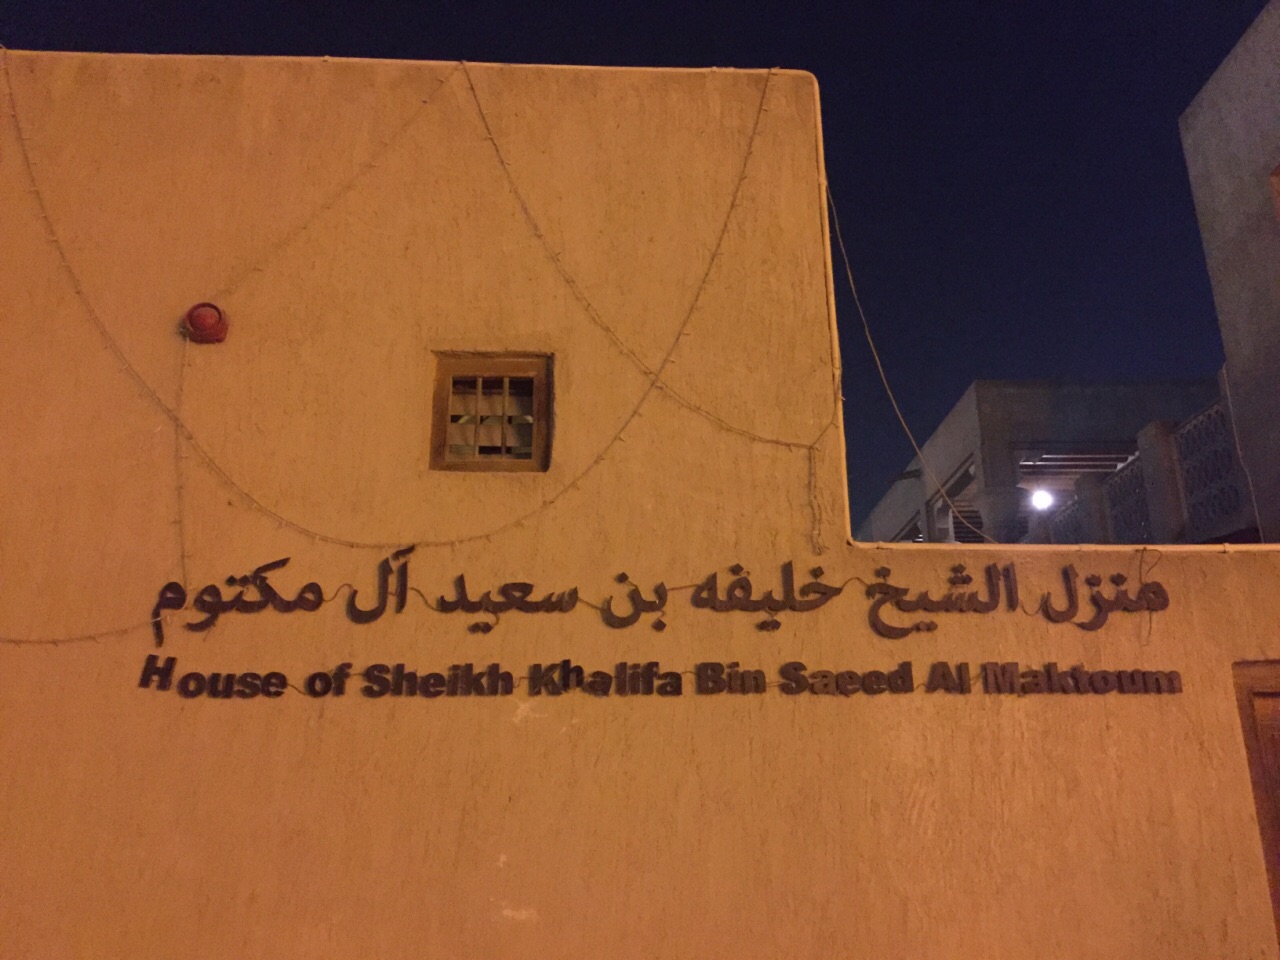 منزل الشيخ خليفه بن سعيد آل مكتوم
House of Sheikh Khalifa Bin Saeed Al Maktoum